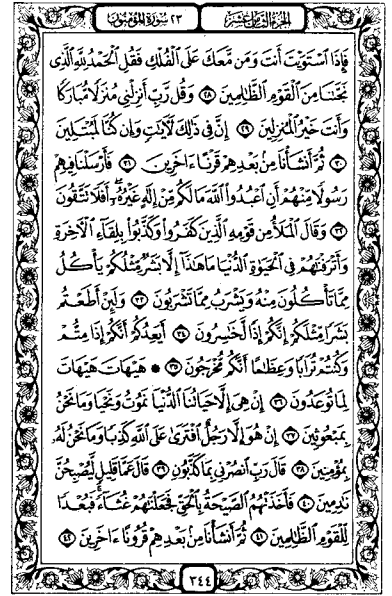 الجزء الثامن عشر
٢٣ سورة المؤمنون
فَإِذَا ٱسْتَوَيْتَ أَنتَ وَمَن مَّعَكَ عَلَى ٱلْفُلْكِ فَقُلِ ٱلْحَمْدُ لِلَّهِ ٱلَّذِى
نَجَّىٰنَا مِنَ ٱلْقَوْمِ ٱلظَّٰلِمِينَ ٢٨ وَقُل رَّبِّ أَنزِلْنِى مُنزَلًا مُّبَارَكًا
وَأَنتَ خَيْرُ ٱلْمُنزِلِينَ ٢٩ إِنَّ فِى ذَٰلِكَ لَءَايَٰتٍ وَإِن كُنَّا لَمُبْتَلِينَ
٣٠ ثُمَّ أَنشَأْنَا مِنۢ بَعْدِهِمْ قَرْنًا ءَاخَرِينَ ٣١ فَأَرْسَلْنَا فِيهِمْ
رَسُولًا مِّنْهُمْ أَنِ ٱعْبُدُوا۟ ٱللَّهَ مَا لَكُم مِّنْ إِلَٰهٍ غَيْرُهُۥٓ أَفَلَا تَتَّقُونَ
٣٢ وَقَالَ ٱلْمَلَأُ مِن قَوْمِهِ ٱلَّذِينَ كَفَرُوا۟ وَكَذَّبُوا۟ بِلِقَآءِ ٱلْءَاخِرَةِ
وَأَتْرَفْنَٰهُمْ فِى ٱلْحَيَوٰةِ ٱلدُّنْيَا مَا هَٰذَآ إِلَّا بَشَرٌ مِّثْلُكُمْ يَأْكُلُ
مِمَّا تَأْكُلُونَ مِنْهُ وَيَشْرَبُ مِمَّا تَشْرَبُونَ ٣٣ وَلَئِنْ أَطَعْتُم
بَشَرًا مِّثْلَكُمْ إِنَّكُمْ إِذًا لَّخَٰسِرُونَ ٣٤ أَيَعِدُكُمْ أَنَّكُمْ إِذَا مِتُّمْ
وَكُنتُمْ تُرَابًا وَعِظَٰمًا أَنَّكُم مُّخْرَجُونَ ٣٥ ۞ هَيْهَاتَ هَيْهَاتَ
لِمَا تُوعَدُونَ ٣٦ إِنْ هِىَ إِلَّا حَيَاتُنَا ٱلدُّنْيَا نَمُوتُ وَنَحْيَا وَمَا نَحْنُ
بِمَبْعُوثِينَ ٣٧ إِنْ هُوَ إِلَّا رَجُلٌ ٱفْتَرَىٰ عَلَى ٱللَّهِ كَذِبًا وَمَا نَحْنُ لَهُۥ
بِمُؤْمِنِينَ ٣٨ قَالَ رَبِّ ٱنصُرْنِى بِمَا كَذَّبُونِ ٣٩ قَالَ عَمَّا قَلِيلٍ لَّيُصْبِحُنَّ
نَٰدِمِينَ ٤٠ فَأَخَذَتْهُمُ ٱلصَّيْحَةُ بِٱلْحَقِّ فَجَعَلْنَٰهُمْ غُثَآءً فَبُعْدًا
لِّلْقَوْمِ ٱلظَّٰلِمِينَ ٤١ ثُمَّ أَنشَأْنَا مِنۢ بَعْدِهِمْ قُرُونًا ءَاخَرِينَ ٤٢
٣٤٤